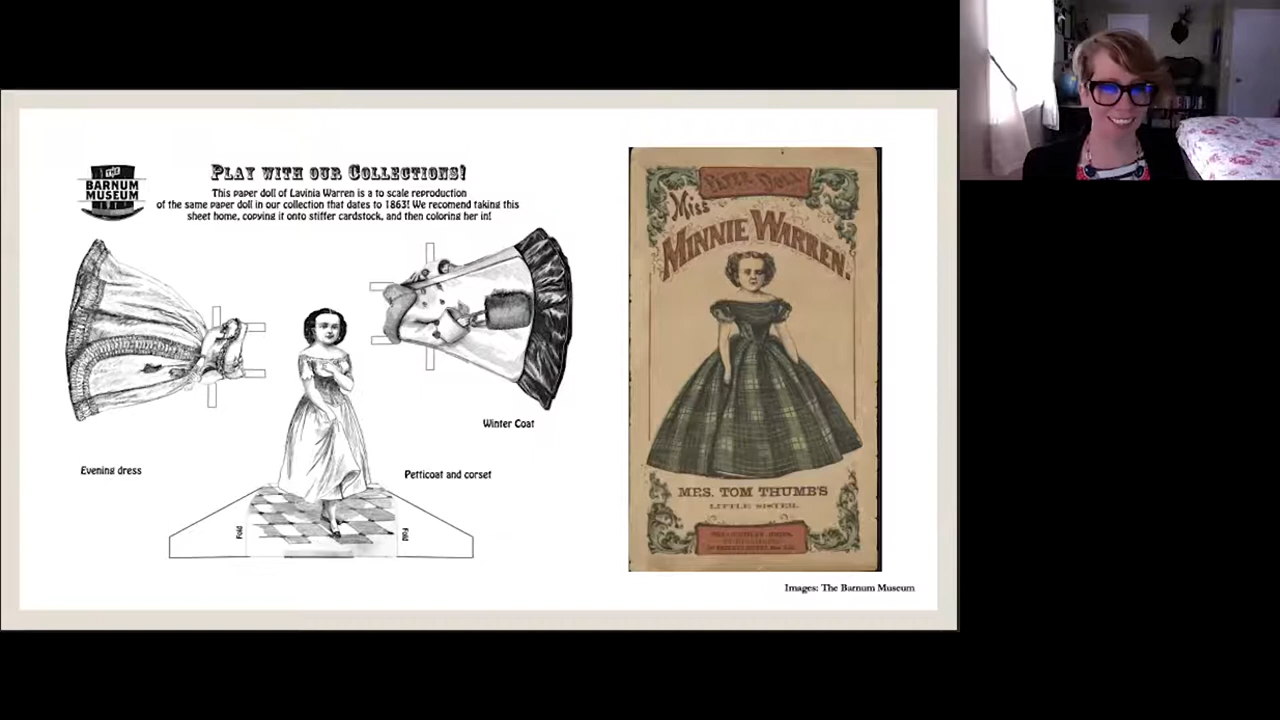 THE
BARNUM
MUSEUM
PLAY WITH OUR COLLECTIONS!
This paper doll of Lavinia Warren is a to scale reproduction
of the same paper doll in our collection that dates to 1863! We recomend taking this
sheet home, copying it onto stiffer cardstock, and then coloring her in!
Winter Coat
Evening dress
Petticoat and corset
Fold
Fold
PAPER DOLL
Miss
MINNIE WARREN.
MRS. TOM THUMB'S
LITTLE SISTER.
Images: The Barnum Museum